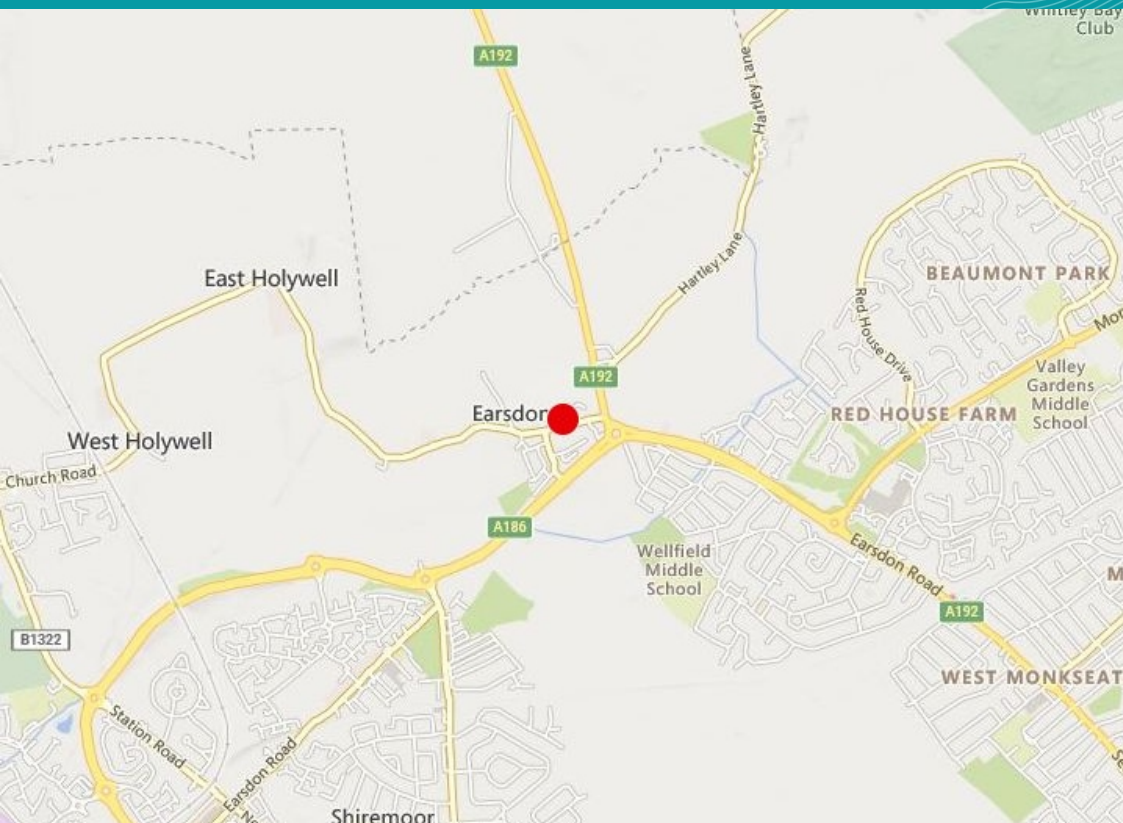 Whitley Bay
Club
A192
Hartley Lane
East Holywell
Hartley Lane
BEAUMONT PARK
Red House Drive
A192
Valley
Gardens
Middle
School
Earsdon
RED HOUSE FARM
West Holywell
Church Road
A186
Wellfield
Middle
School
Earsdon Road
A192
B1322
WEST MONKSEAT
Station Road
Earsdon Road
Shiremoor